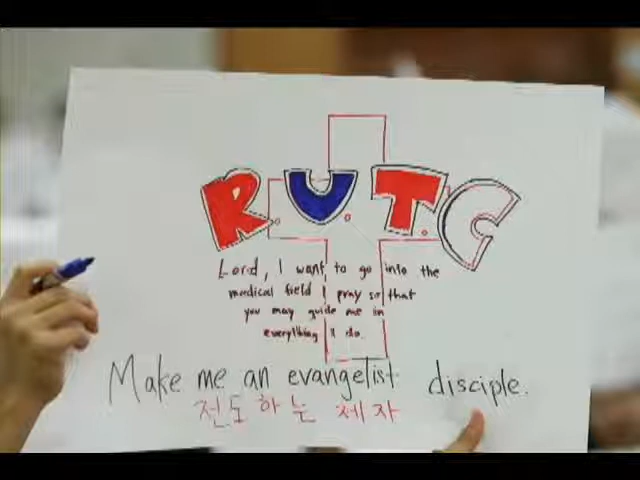 R.U.T.C
Lord, I want to go into the
medical field I pray so that
you may guide me in
everything I do.
Make me an evangelist disciple.
전도하는 제자